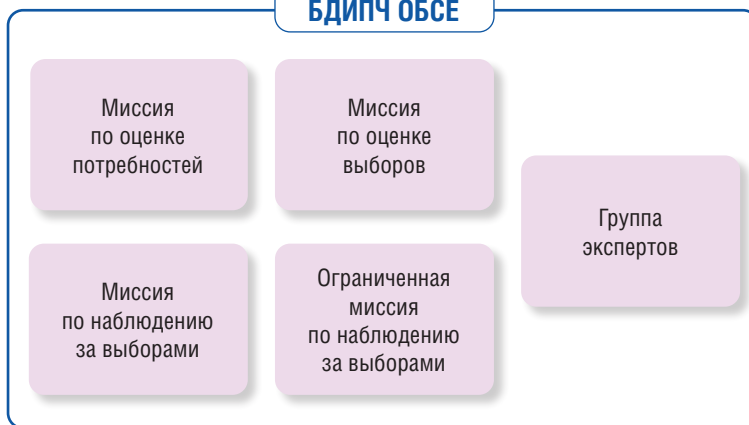 БДИПЧ ОБСЕ
Миссия
по оценке
потребностей
Миссия
по оценке
выборов
Группа
экспертов
Миссия
по наблюдению
за выборами
Ограниченная
миссия
по наблюдению
за выборами